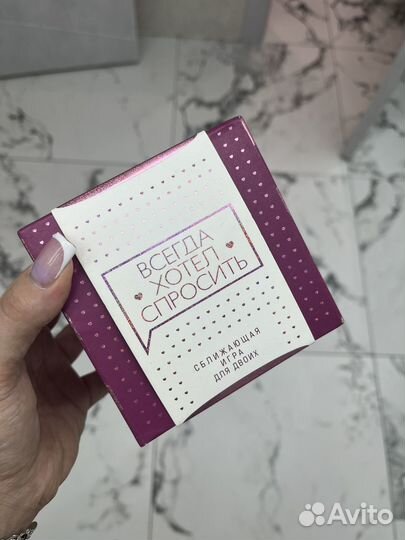 ВСЕГДА
ХОТЕЛ
СПРОСИТЬ
СБЛИЖАЮЩАЯ
ИГРА
ДЛЯ ДВОИХ
Avito